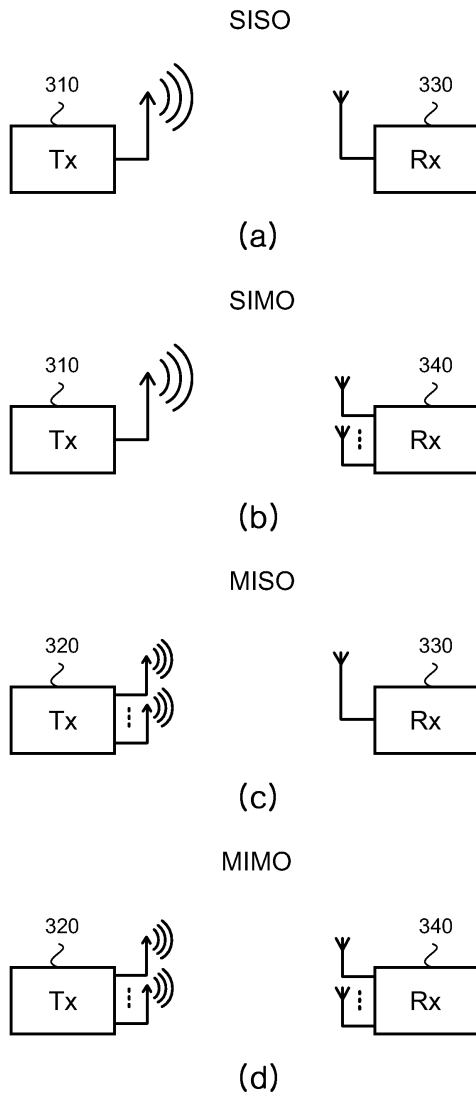 SISO
310 330
Tx Rx
(a)
SIMO
310 340
Tx Rx
(b)
MISO
320 330
Tx Rx
(c)
MIMO
320 340
Tx Rx
(d)